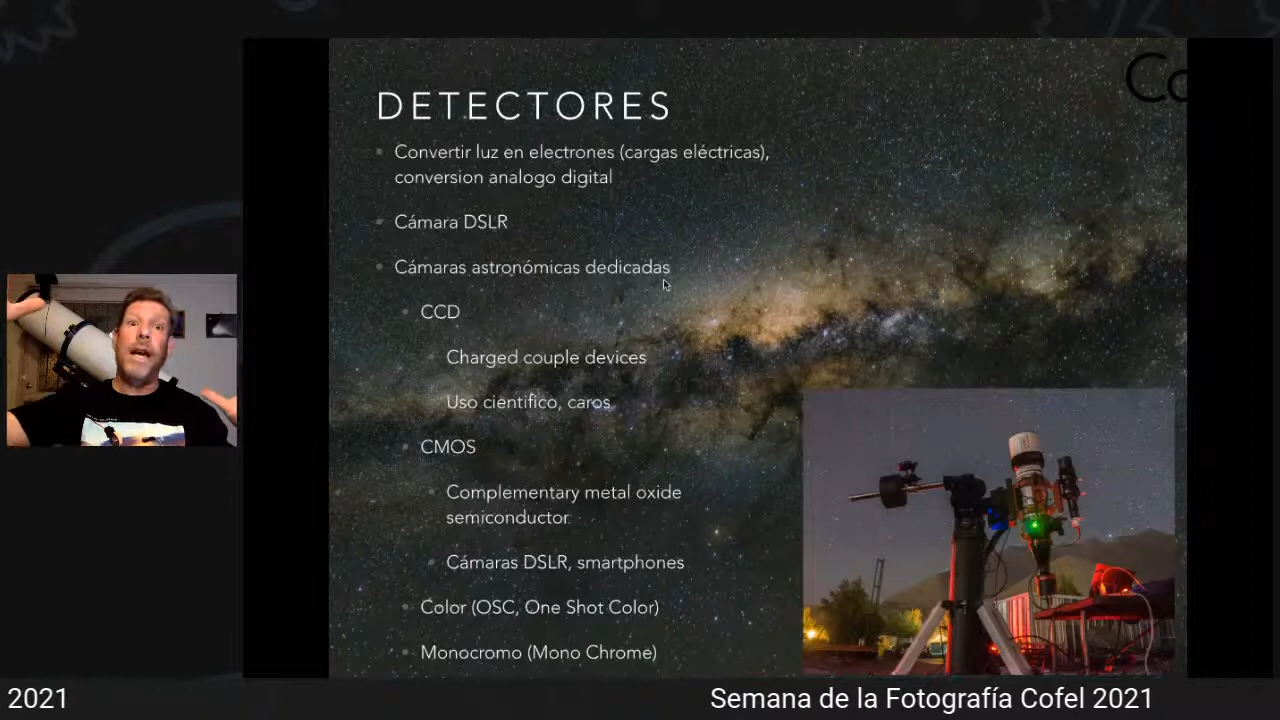 Co
DETECTORES
Convertir luz en electrones (cargas eléctricas),
conversion analogo digital
Cámara DSLR
Cámaras astronómicas dedicadas
CCD
Charged couple devices
Uso cientifico, caros
CMOS
Complementary metal oxide
semiconductor.
Cámaras DSLR, smartphones
Color (OSC, One Shot Color)
Monocromo (Mono Chrome)
2021
Semana de la Fotografía Cofel 2021